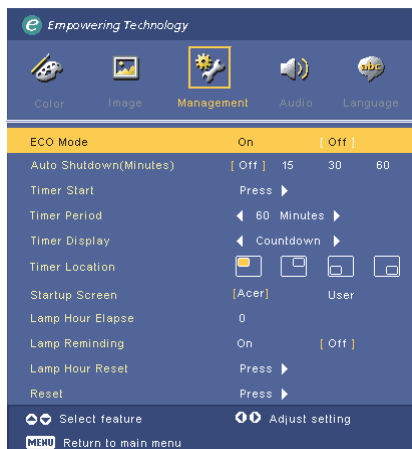 e Empowering Technology
abc
Color Image Management Audio Language
ECO Mode On [ Off ]
Auto Shutdown(Minutes) [ Off ] 15 30 60
Timer Start Press
Timer Period 60 Minutes
Timer Display Countdown
Timer Location
Startup Screen [Acer] User
Lamp Hour Elapse 0
Lamp Reminding On [ Off ]
Lamp Hour Reset Press
Reset Press
Select feature Adjust setting
MENU Return to main menu